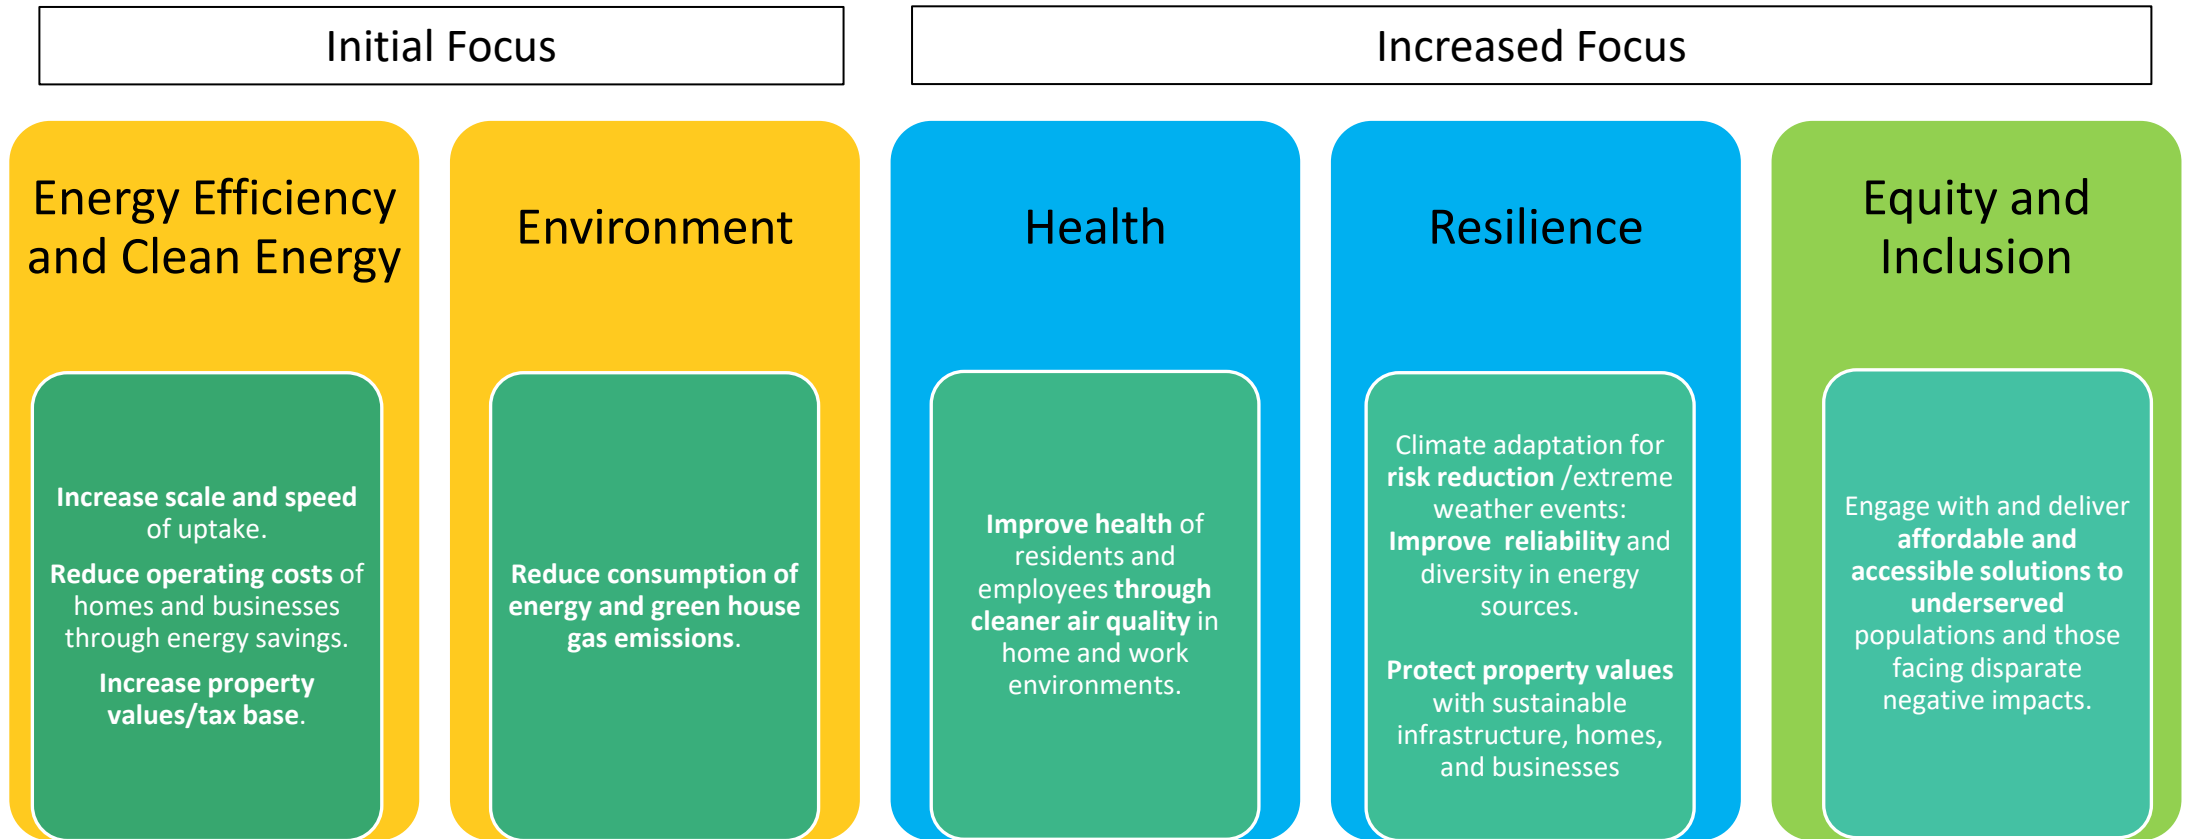 Initial Focus
Increased Focus
Energy Efficiency
and Clean Energy
Increase scale and speed
of uptake.
Reduce operating costs of
homes and businesses
through energy savings.
Increase property
values/tax base.
Environment
Reduce consumption of
energy and green house
gas emissions.
Health
Improve health of
residents and
employees through
cleaner air quality in
home and work
environments.
Resilience
Climate adaptation for
risk reduction /extreme
weather events:
Improve  reliability and
diversity in energy
sources.
Protect property values
with sustainable
infrastructure, homes,
and businesses
Equity and
Inclusion
Engage with and deliver
affordable and
accessible solutions to
underserved
populations and those
facing disparate
negative impacts.